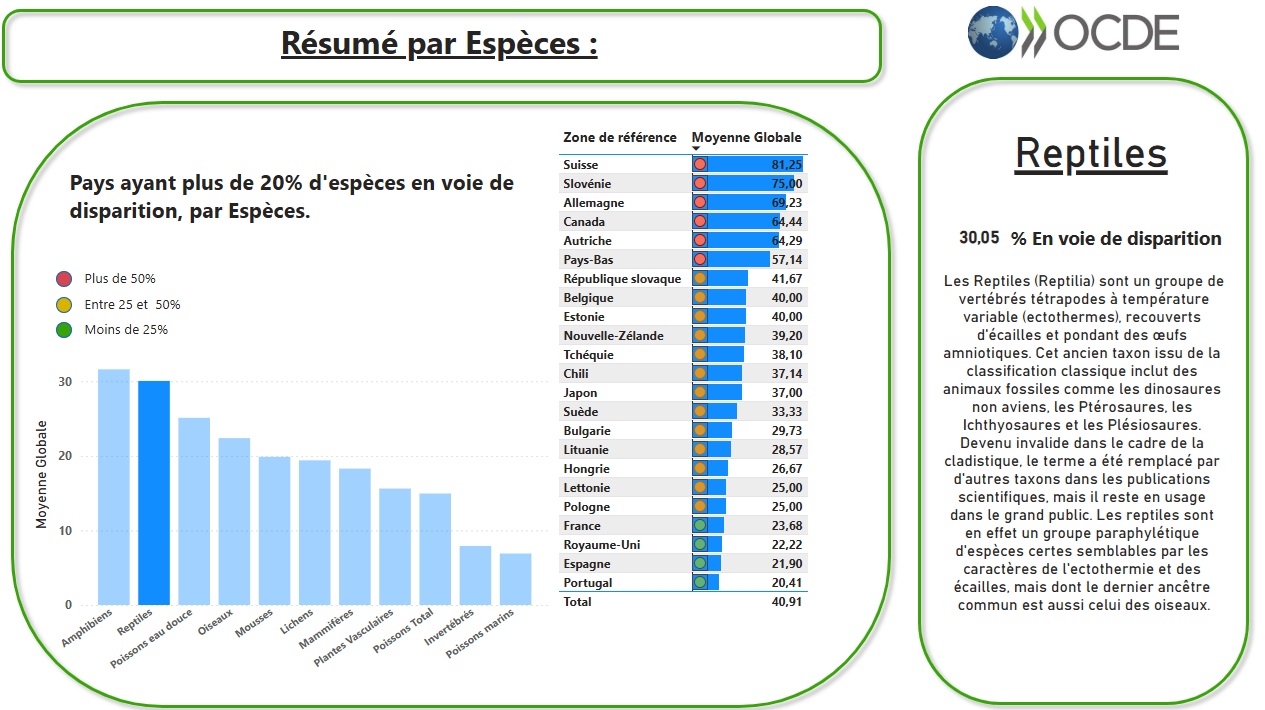 Résumé par Espèces :
OCDE
Pays ayant plus de 20% d'espèces en voie de
disparition, par Espèces.
Plus de 50%
Entre 25 et 50%
Moins de 25%
Moyenne Globale
30
20
10
0
Amphibiens
Reptiles
Poissons eau douce
Oiseaux
Mousses
Lichens
Mammifères
Plantes Vasculaires
Poissons Total
Invertébrés
Poissons marins
Zone de référence Moyenne Globale
Suisse 81,25
Slovénie 75,00
Allemagne 69,23
Canada 64,44
Autriche 64,29
Pays-Bas 57,14
République slovaque 41,67
Belgique 40,00
Estonie 40,00
Nouvelle-Zélande 39,20
Tchéquie 38,10
Chili 37,14
Japon 37,00
Suède 33,33
Bulgarie 29,73
Lituanie 28,57
Hongrie 26,67
Lettonie 25,00
Pologne 25,00
France 23,68
Royaume-Uni 22,22
Espagne 21,90
Portugal 20,41
Total 40,91
Reptiles
30,05 % En voie de disparition
Les Reptiles (Reptilia) sont un groupe de
vertébrés tétrapodes à température
variable (ectothermes), recouverts
d'écailles et pondant des œufs
amniotiques. Cet ancien taxon issu de la
classification classique inclut des
animaux fossiles comme les dinosaures
non aviens, les Ptérosaures, les
Ichthyosaures et les Plésiosaures.
Devenu invalide dans le cadre de la
cladistique, le terme a été remplacé par
d'autres taxons dans les publications
scientifiques, mais il reste en usage
dans le grand public. Les reptiles sont
en effet un groupe paraphylétique
d'espèces certes semblables par les
caractères de l'ectothermie et des
écailles, mais dont le dernier ancêtre
commun est aussi celui des oiseaux.